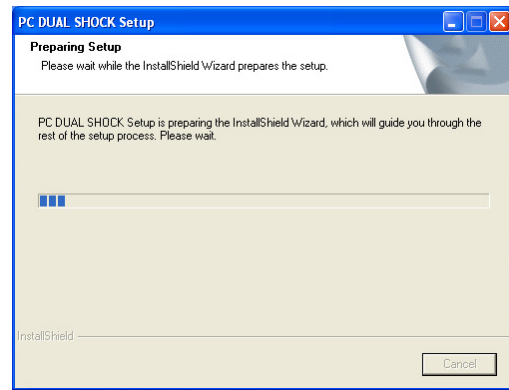 PC DUAL SHOCK Setup
Preparing Setup
Please wait while the InstallShield Wizard prepares the setup.
PC DUAL SHOCK Setup is preparing the InstallShield Wizard, which will guide you through the
rest of the setup process. Please wait.
InstallShield
Cancel